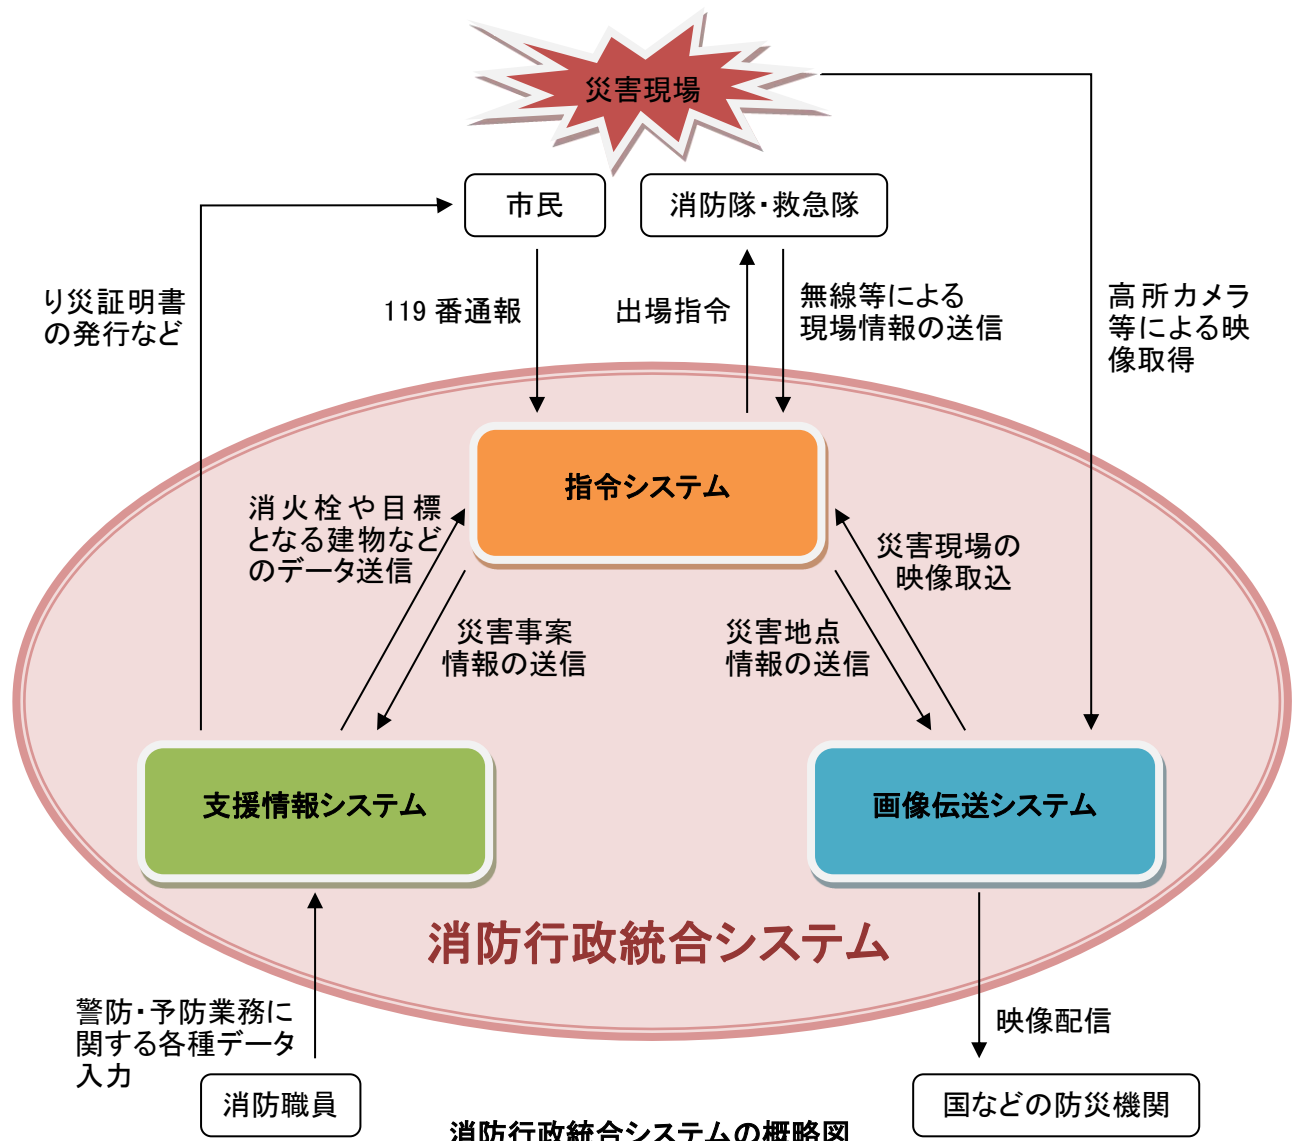 災害現場
市民
消防隊・救急隊
り災証明書
の発行など
119 番通報
出場指令
無線等による
現場情報の送信
高所カメラ
等による映
像取得
指令システム
消火栓や目標
となる建物など
のデータ送信
災害現場の
映像取込
災害事案
情報の送信
災害地点
情報の送信
支援情報システム
画像伝送システム
消防行政統合システム
警防・予防業務に
関する各種データ
入力
映像配信
消防職員
国などの防災機関
消防行政統合システムの概略図